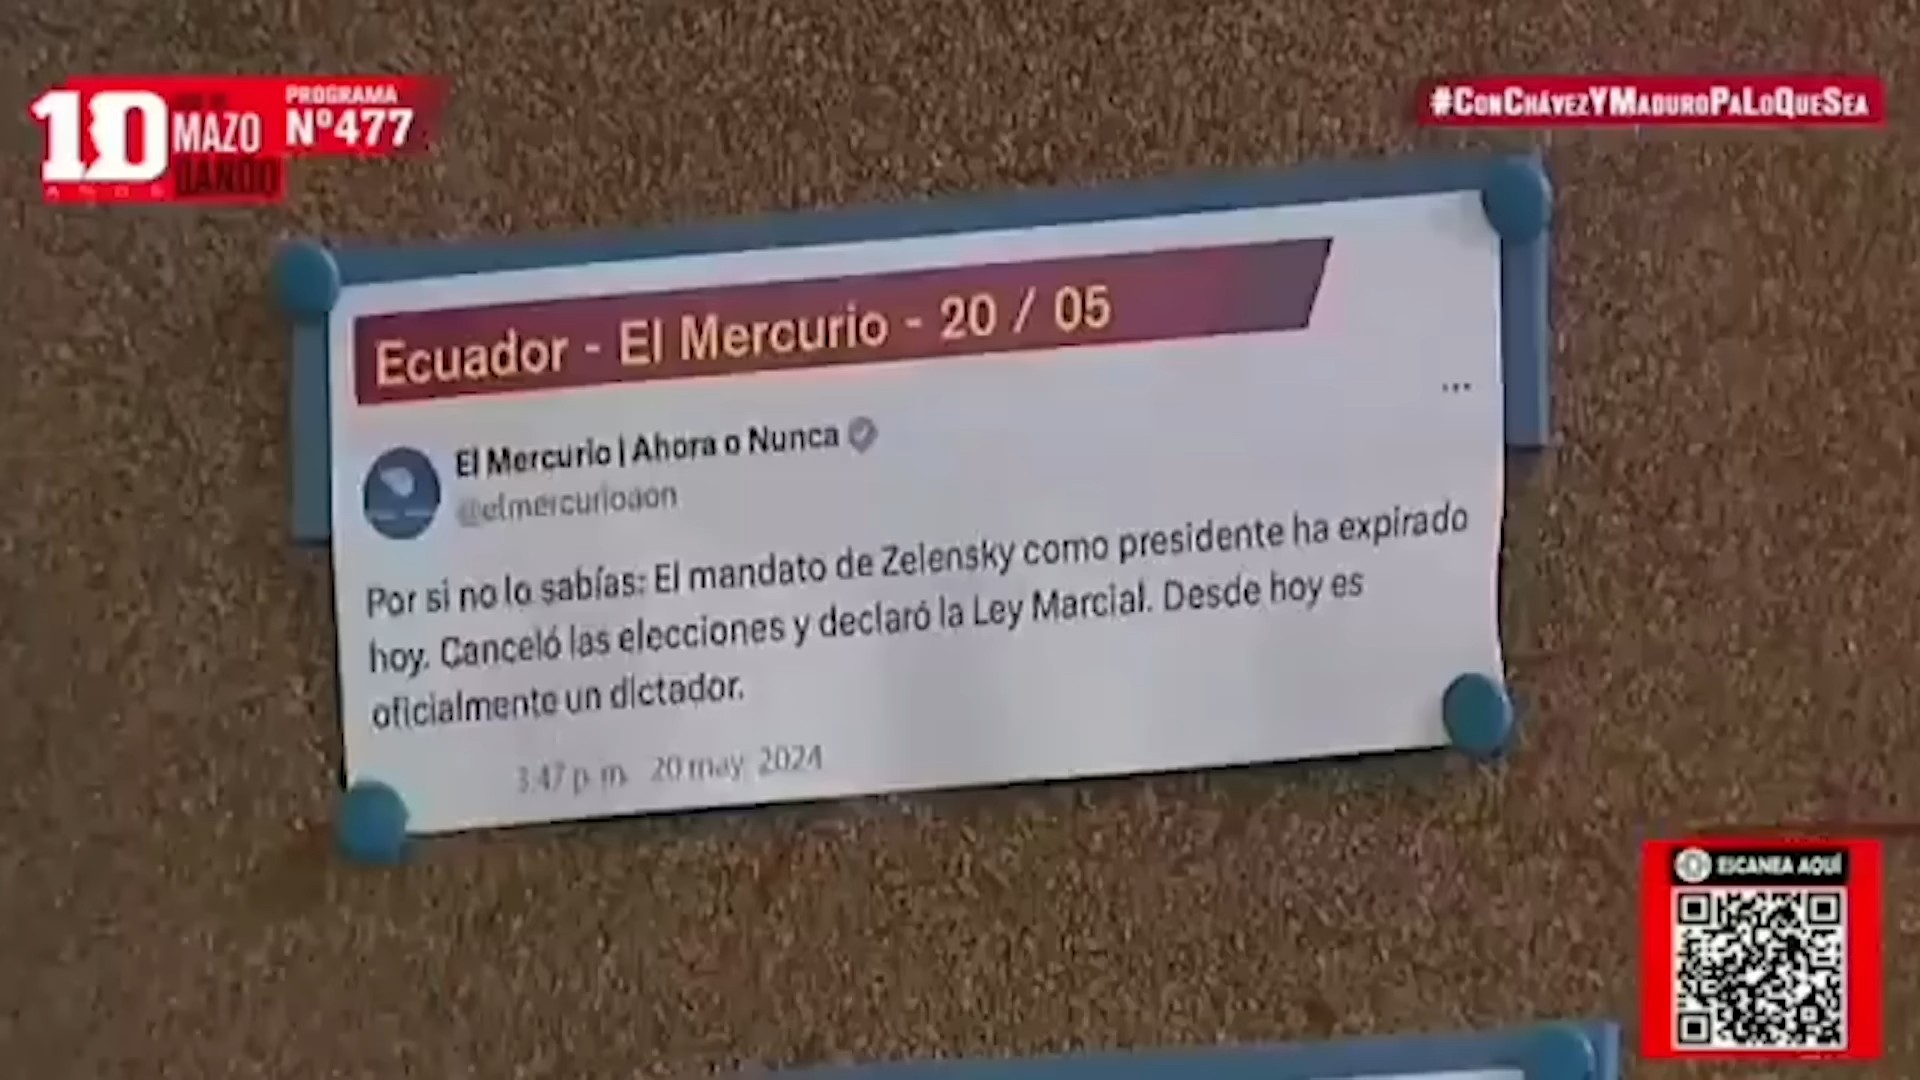 10
AÑOS
MAZO
DANDO
PROGRAMA
Nº477
#ConChávezYMaduroPaLoQueSea
Ecuador - El Mercurio - 20 / 05
El Mercurio | Ahora o Nunca
@elmercurioaon
...
Por si no lo sabías: El mandato de Zelensky como presidente ha expirado
hoy. Canceló las elecciones y declaró la Ley Marcial. Desde hoy es
oficialmente un dictador.
3:47 p. m. 20 may. 2024
ESCANEA AQUÍ